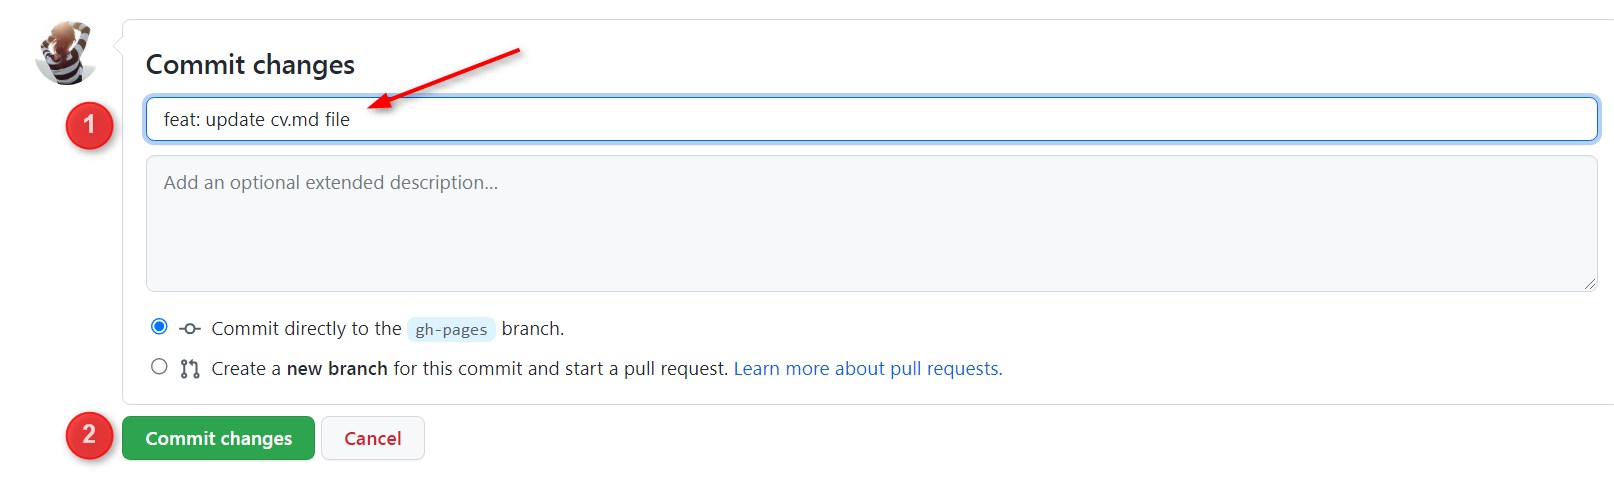 Commit changes
1
feat: update cv.md file
Add an optional extended description...
Commit directly to the gh-pages branch.
Create a new branch for this commit and start a pull request. Learn more about pull requests.
2
Commit changes
Cancel